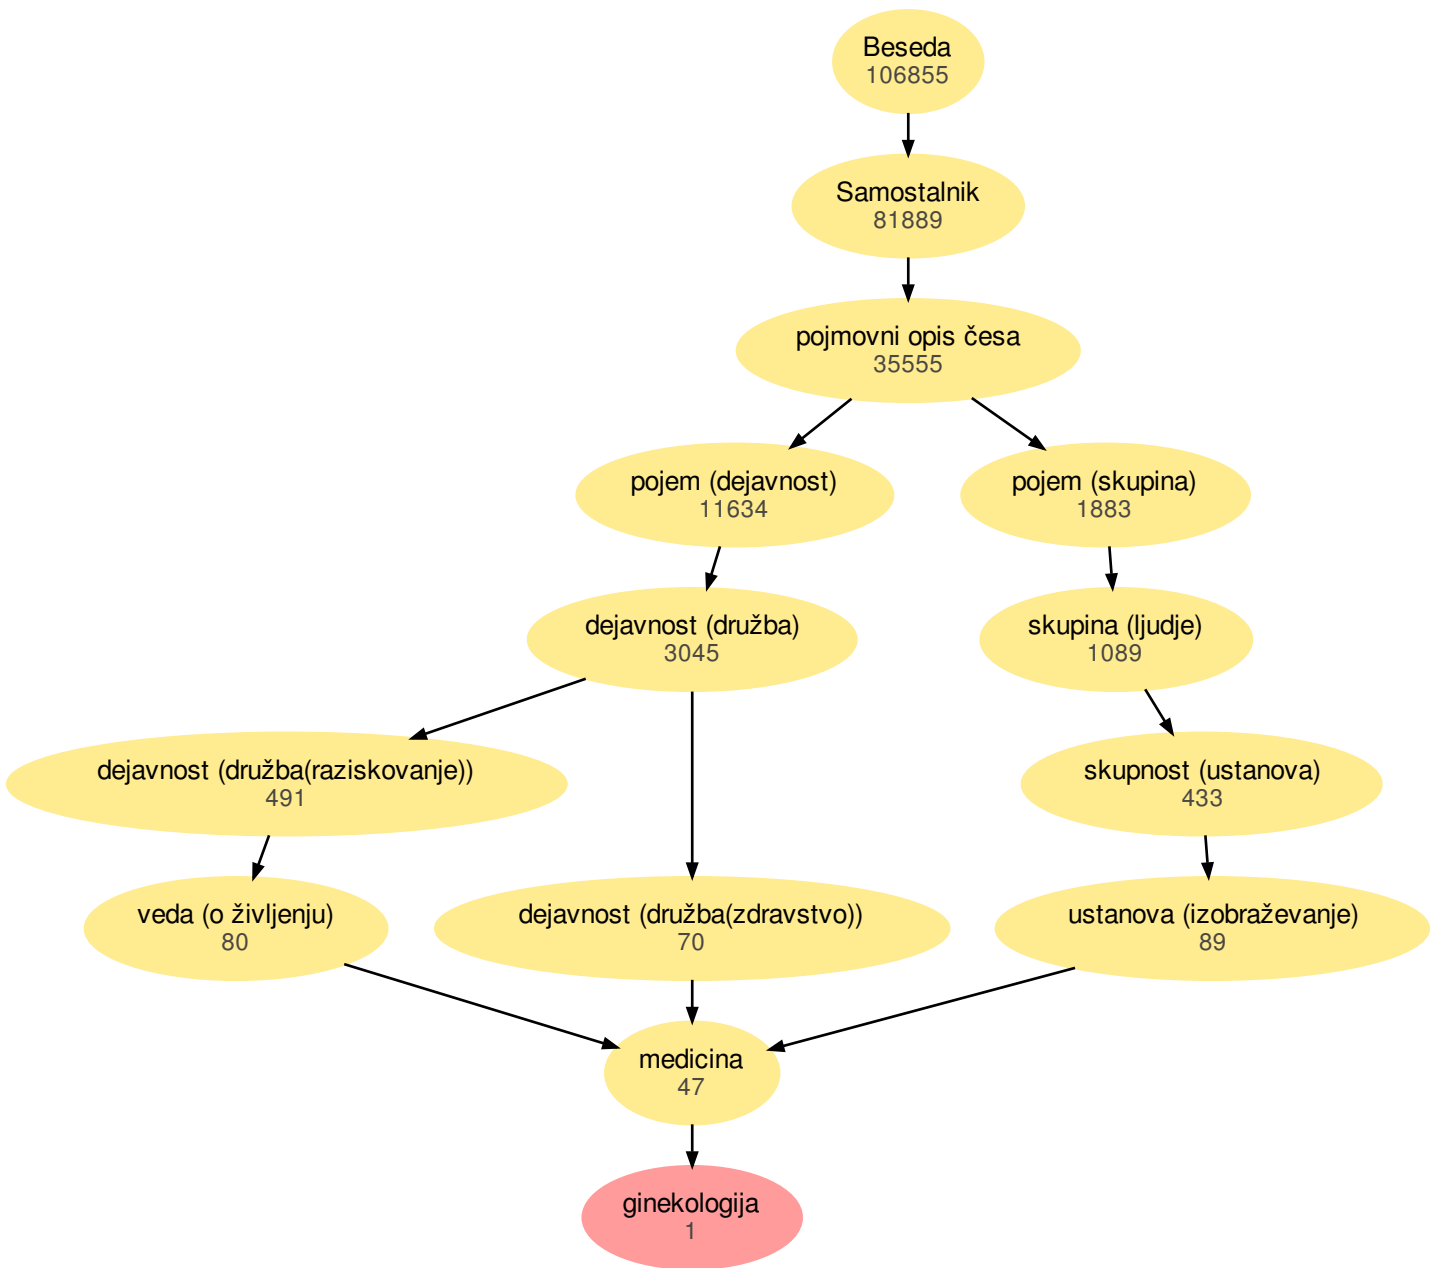 Beseda
106855
Samostalnik
81889
pojmovni opis česa
35555
pojem (dejavnost)
11634
pojem (skupina)
1883
dejavnost (družba)
3045
skupina (ljudje)
1089
dejavnost (družba(raziskovanje))
491
skupnost (ustanova)
433
veda (o življenju)
80
dejavnost (družba(zdravstvo))
70
ustanova (izobraževanje)
89
medicina
47
ginekologija
1